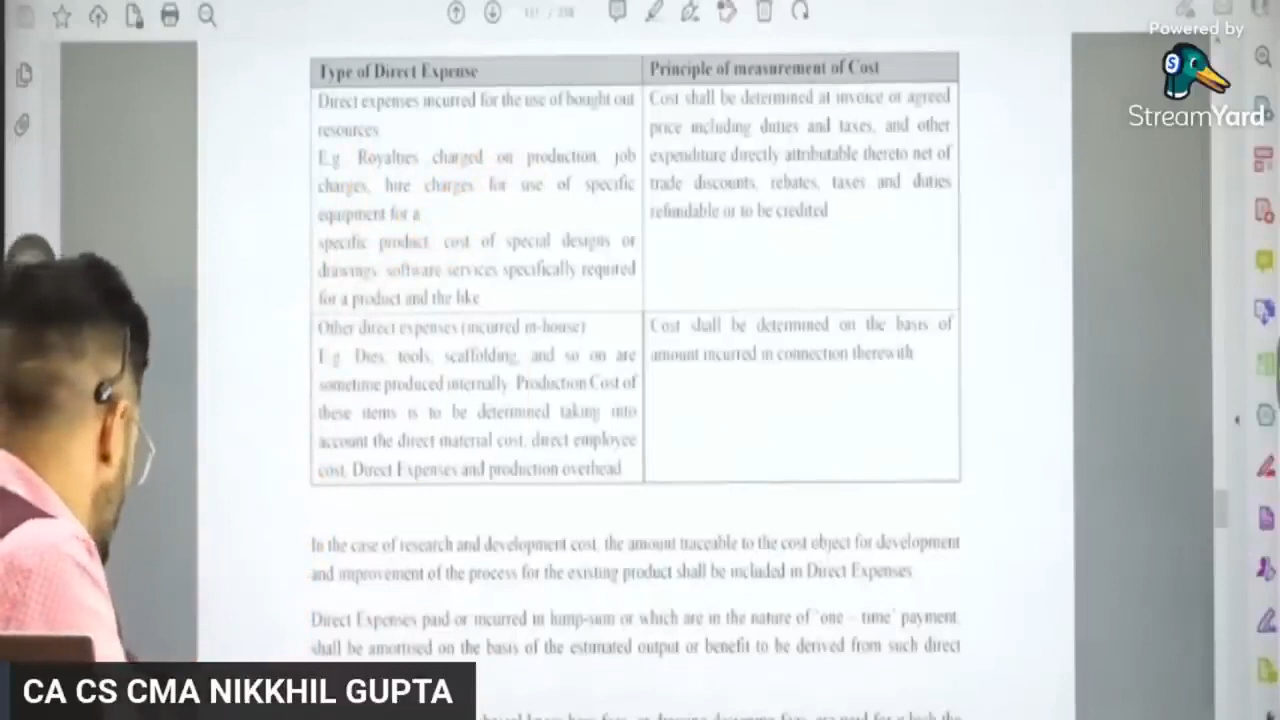 Powered by
StreamYard
Type of Direct Expense
Principle of measurement of Cost
Direct expenses incurred for the use of bought out
resources
E.g. Royalties charged on production, job
charges, hire charges for use of specific
equipment for a
specific product, cost of special designs or
drawings, software services specifically required
for a product and the like
Cost shall be determined at invoice or agreed
price including duties and taxes, and other
expenditure directly attributable thereto net of
trade discounts, rebates, taxes and duties
refundable or to be credited
Other direct expenses (incurred in-house)
E.g. Dies, tools, scaffolding, and so on are
sometime produced internally. Production Cost of
these items is to be determined taking into
account the direct material cost, direct employee
cost, Direct Expenses and production overhead
Cost shall be determined on the basis of
amount incurred in connection therewith
In the case of research and development cost, the amount traceable to the cost object for development
and improvement of the process for the existing product shall be included in Direct Expenses
Direct Expenses paid or incurred in lump-sum or which are in the nature of 'one – time' payment,
shall be amortised on the basis of the estimated output or benefit to be derived from such direct
CA CS CMA NIKKHIL GUPTA